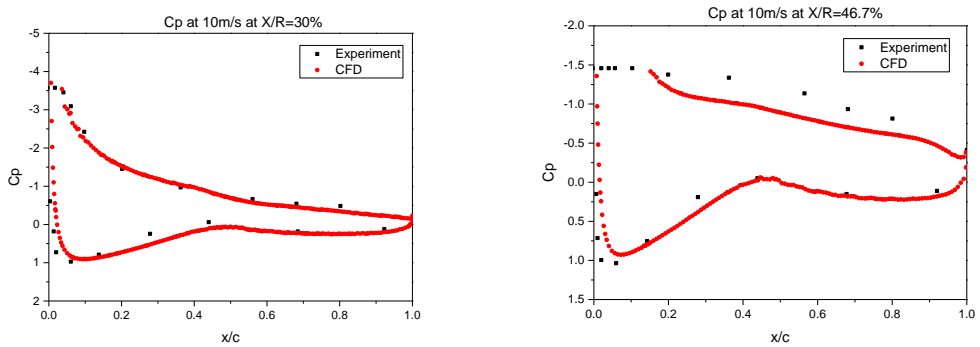 Cp at 10m/s at X/R=30%
-5
-4
-3
-2
-1
0
1
2
Cp
0.0 0.2 0.4 0.6 0.8 1.0
x/c
Experiment
CFD
Cp at 10m/s at X/R=46.7%
-2.0
-1.5
-1.0
-0.5
0.0
0.5
1.0
1.5
Cp
0.0 0.2 0.4 0.6 0.8 1.0
x/c
Experiment
CFD